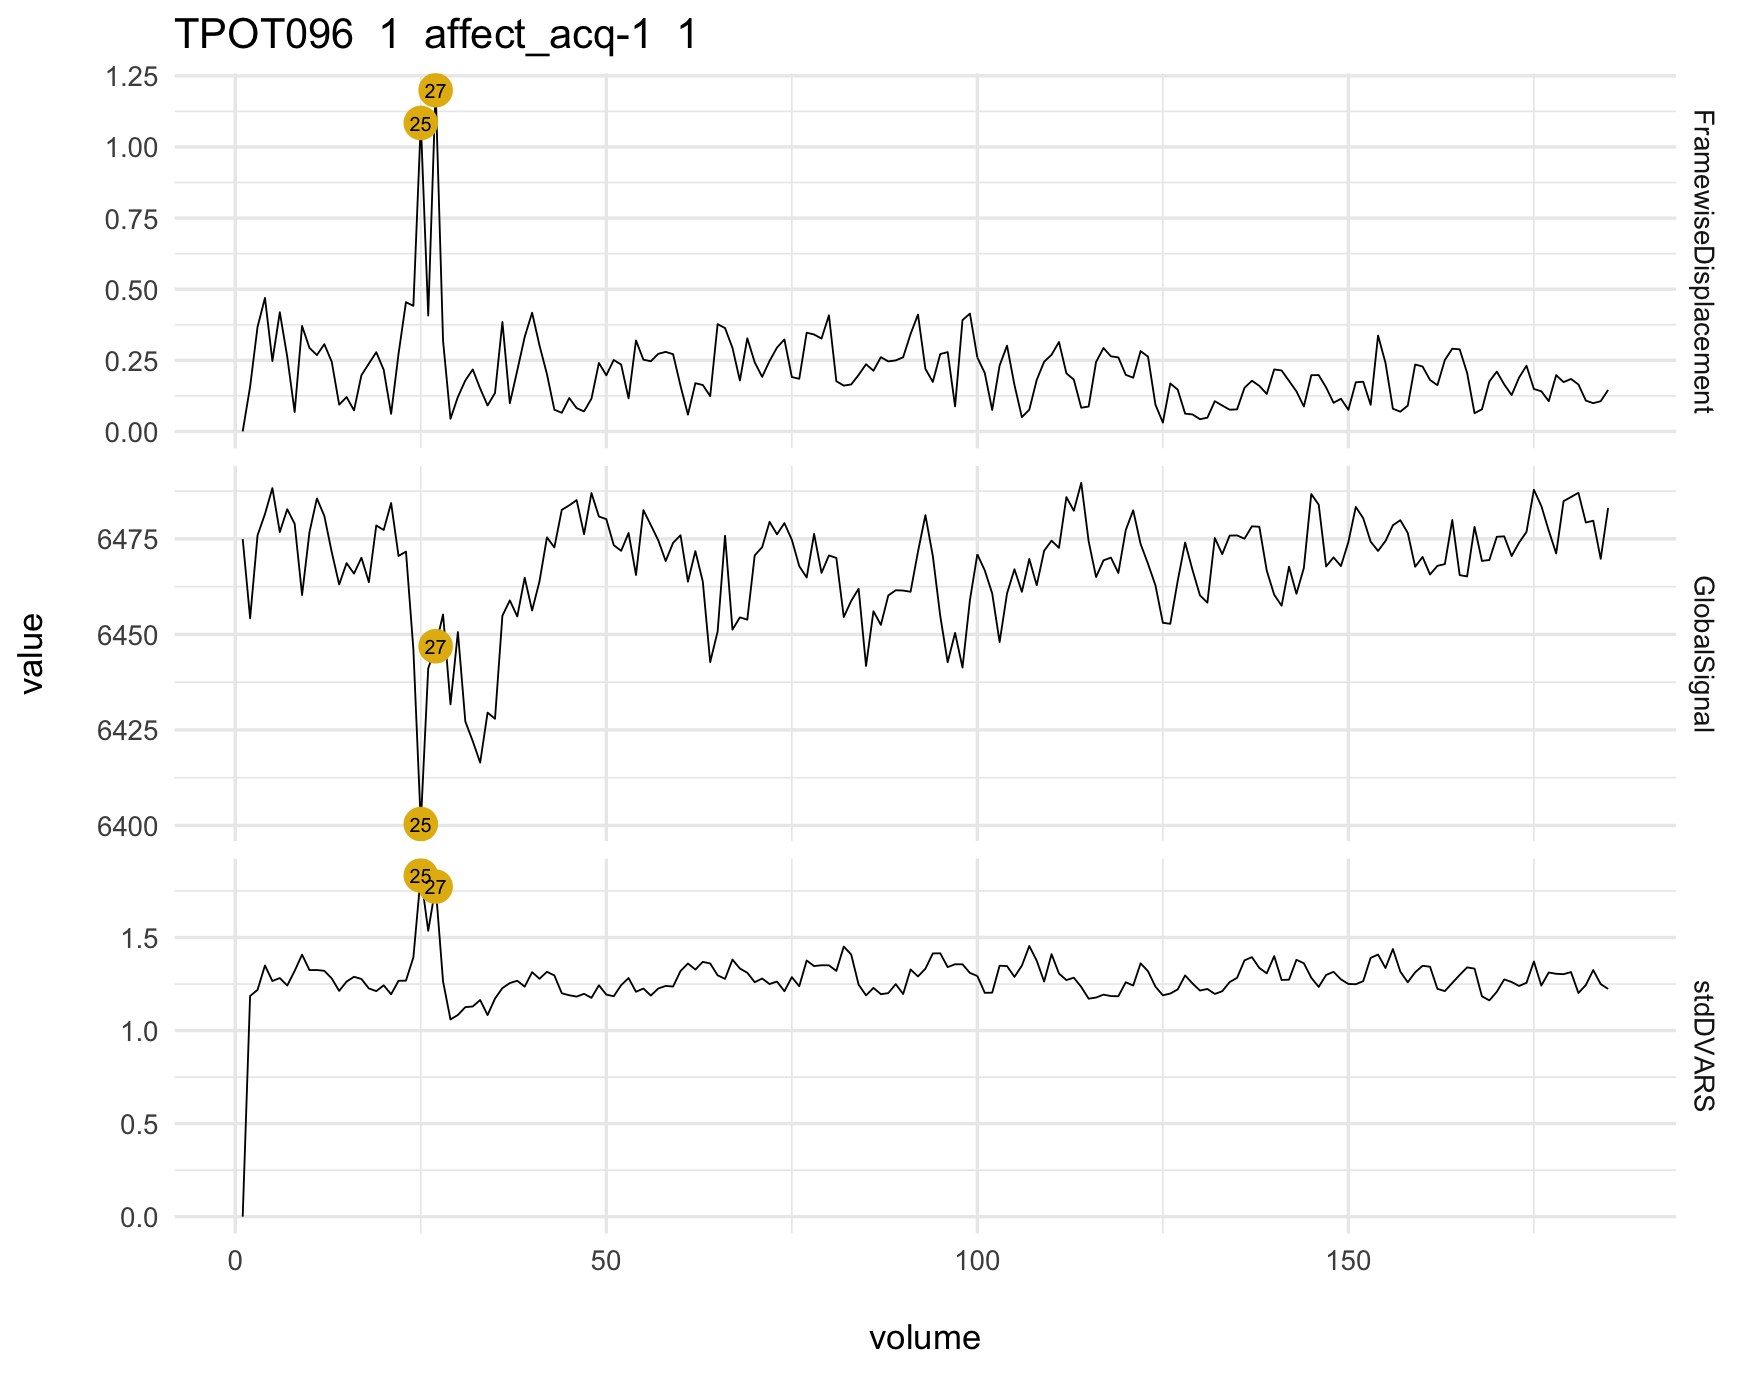 TPOT096 1 affect_acq-1 1
1.25
1.00
0.75
0.50
0.25
0.00
27
25
FramewiseDisplacement
6475
6450
6425
6400
27
25
GlobalSignal
value
1.5
1.0
0.5
0.0
25
27
stdDVARS
0 50 100 150
volume